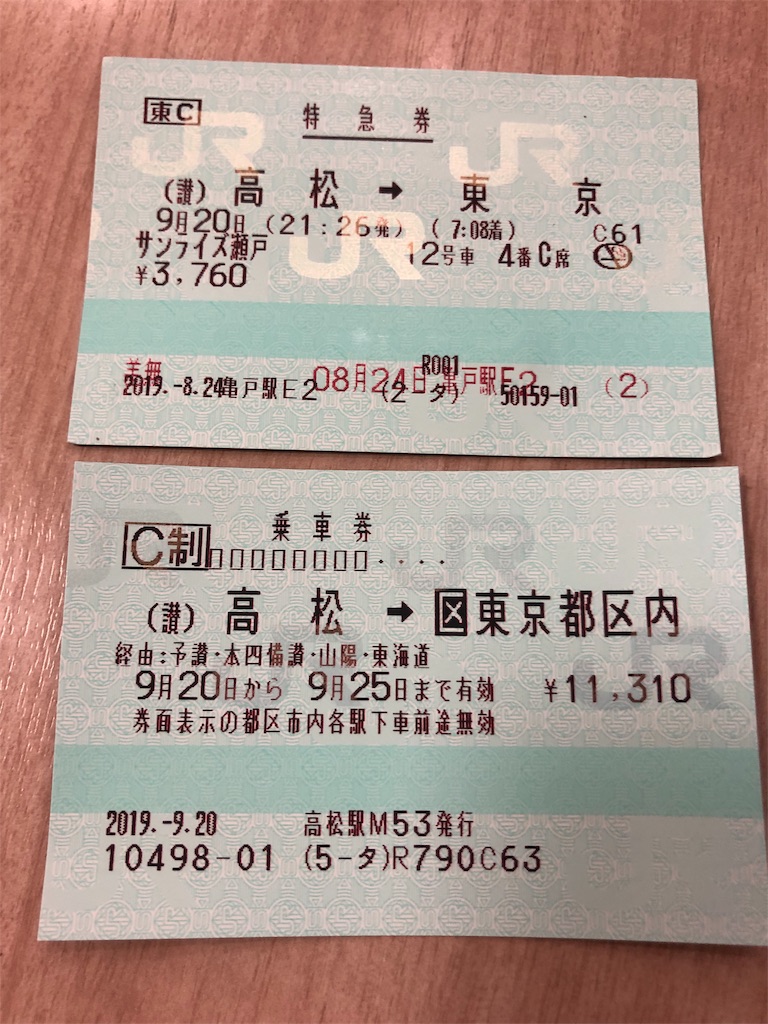 東C 特急券
(讃) 高松 → 東京
9月20日 (21:26発) (7:08着) C61
サンライズ瀬戸 12号車 4番C席
¥3,760
R001
2019.-8.24亀戸駅E2 (2-タ) 50159-01 (2)
08月24日 亀戸駅E2
乗車券
C制
(讃) 高松 → 区東京都区内
経由:予讃・本四備讃・山陽・東海道
9月20日から 9月25日まで有効 ¥11,310
券面表示の都区市内各駅下車前途無効
2019.-9.20 高松駅M53発行
10498-01 (5-タ)R790C63